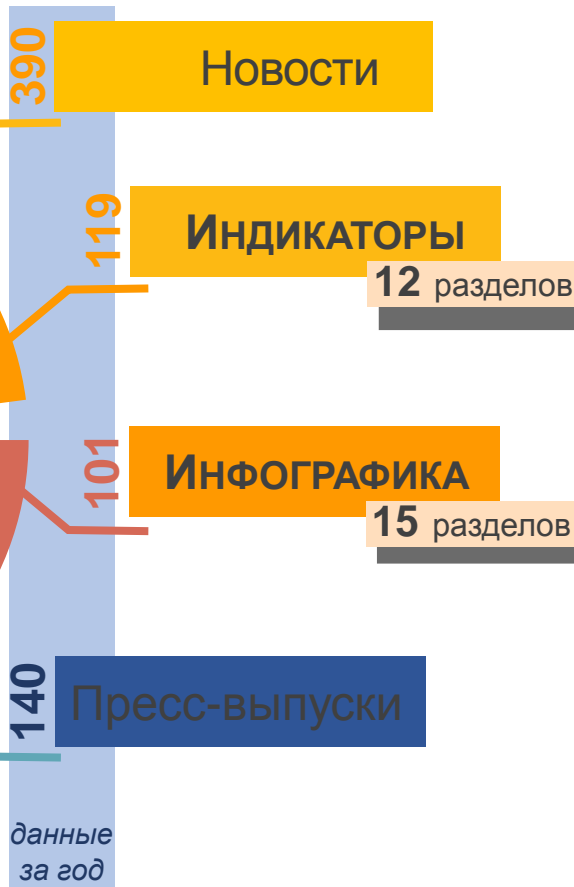 390
Новости
119
ИНДИКАТОРЫ
12 разделов
101
ИНФОГРАФИКА
15 разделов
140
Пресс-выпуски
данные
за год